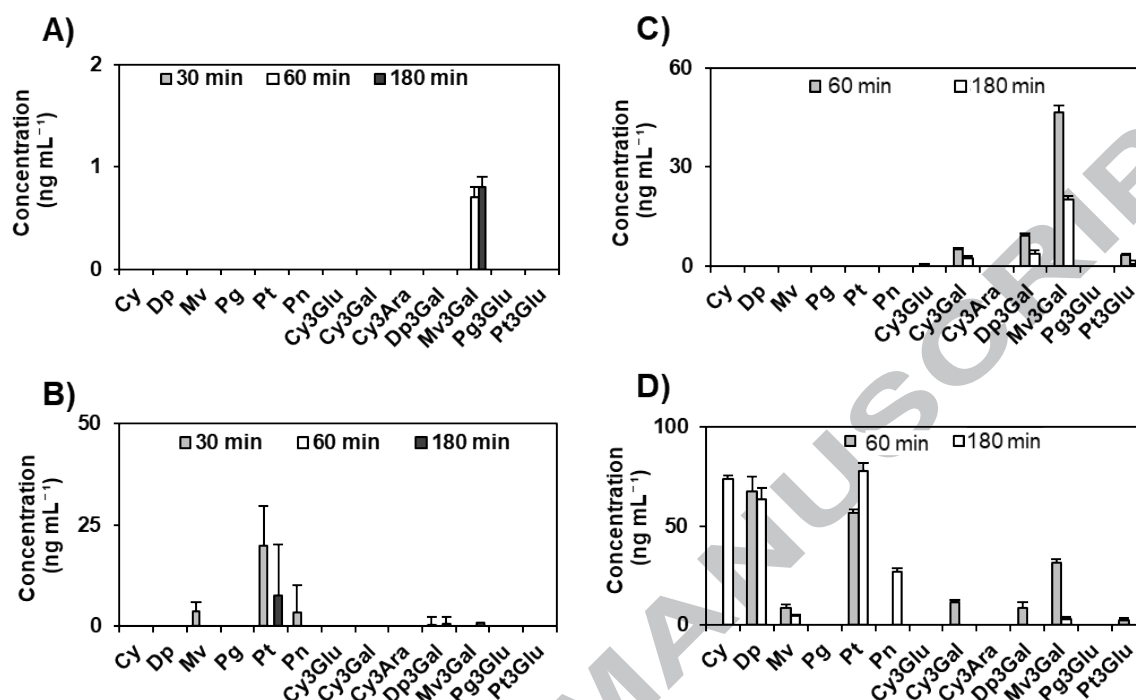 A)
2
1
0
Concentration
(ng mL⁻¹)
30 min 60 min 180 min
Cy Dp Mv Pg Pt Pn Cy3Glu Cy3Gal Cy3Ara Dp3Gal Mv3Gal Pg3Glu Pt3Glu
C)
60
30
0
Concentration
(ng mL⁻¹)
60 min 180 min
Cy Dp Mv Pg Pt Pn Cy3Glu Cy3Gal Cy3Ara Dp3Gal Mv3Gal Pg3Glu Pt3Glu
B)
50
25
0
Concentration
(ng mL⁻¹)
30 min 60 min 180 min
Cy Dp Mv Pg Pt Pn Cy3Glu Cy3Gal Cy3Ara Dp3Gal Mv3Gal Pg3Glu Pt3Glu
D)
100
50
0
Concentration
(ng mL⁻¹)
60 min 180 min
Cy Dp Mv Pg Pt Pn Cy3Glu Cy3Gal Cy3Ara Dp3Gal Mv3Gal Pg3Glu Pt3Glu
MANUSCRIP